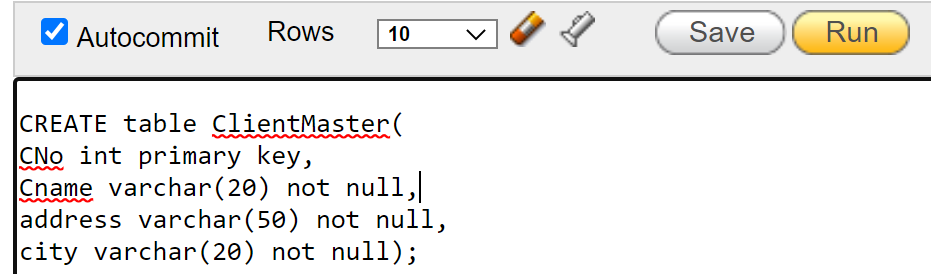 Autocommit Rows 10 Save Run
CREATE table ClientMaster(
CNo int primary key,
Cname varchar(20) not null,
address varchar(50) not null,
city varchar(20) not null);